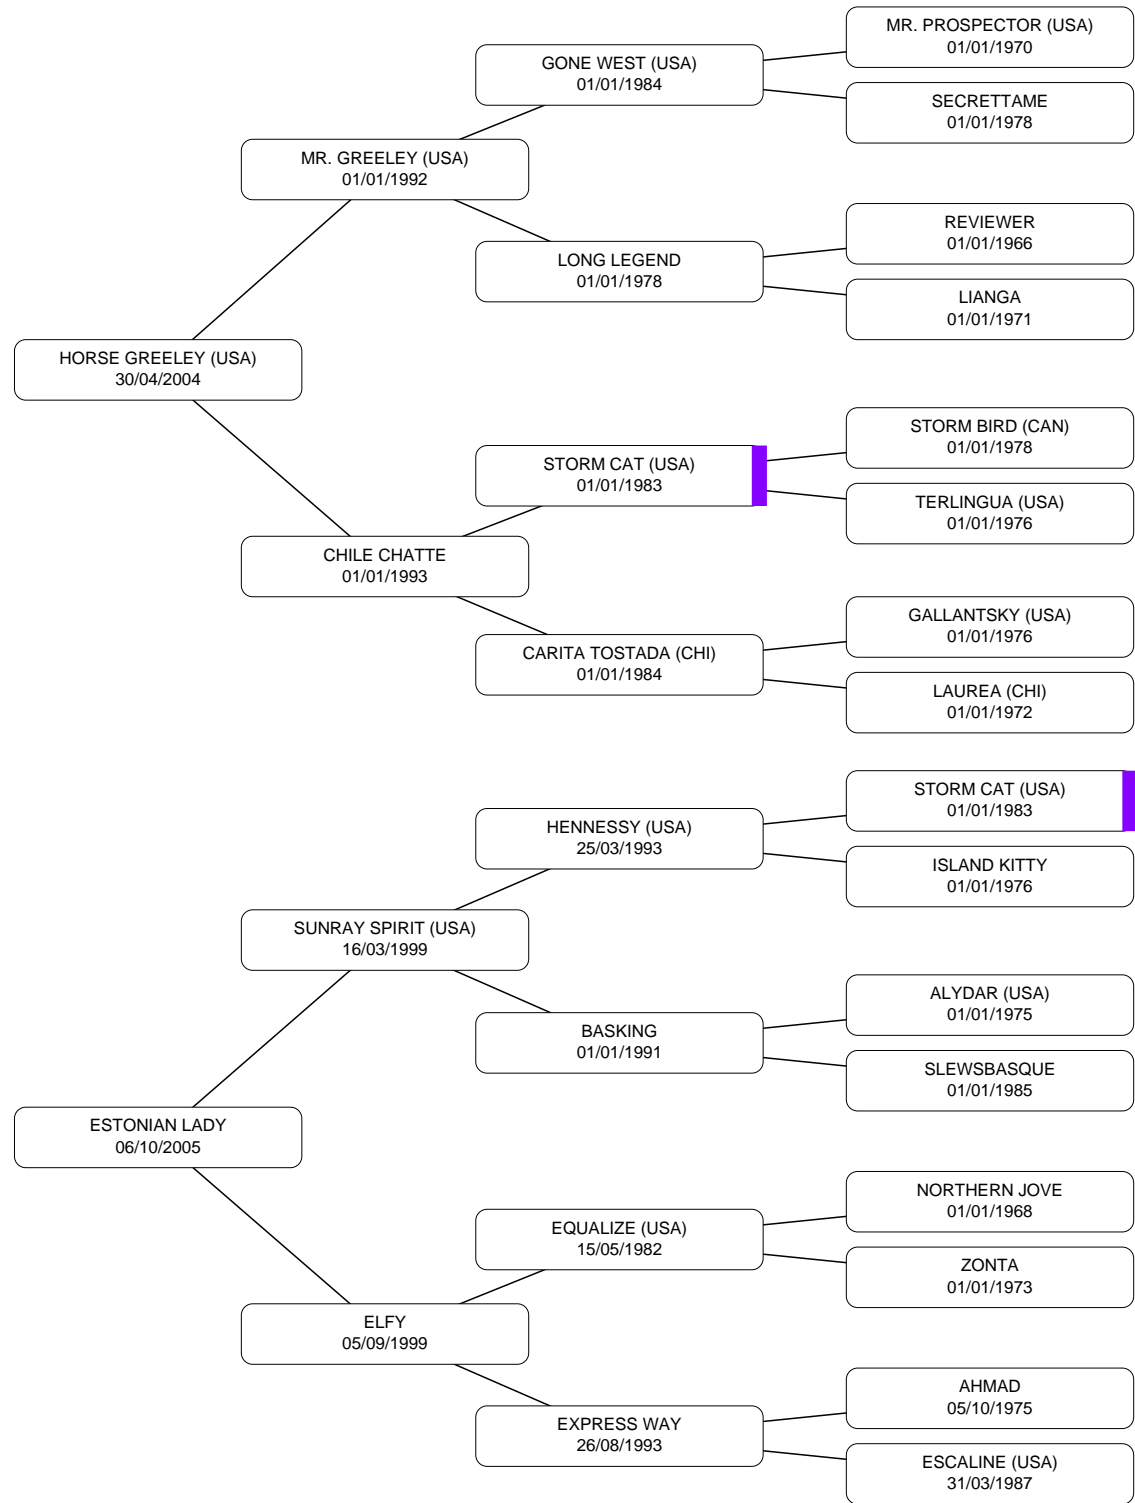 MR. PROSPECTOR (USA)
01/01/1970
GONE WEST (USA)
01/01/1984
SECRETTAME
01/01/1978
MR. GREELEY (USA)
01/01/1992
REVIEWER
01/01/1966
LONG LEGEND
01/01/1978
LIANGA
01/01/1971
HORSE GREELEY (USA)
30/04/2004
STORM BIRD (CAN)
01/01/1978
STORM CAT (USA)
01/01/1983
TERLINGUA (USA)
01/01/1976
CHILE CHATTE
01/01/1993
GALLANTSKY (USA)
01/01/1976
CARITA TOSTADA (CHI)
01/01/1984
LAUREA (CHI)
01/01/1972
STORM CAT (USA)
01/01/1983
HENNESSY (USA)
25/03/1993
ISLAND KITTY
01/01/1976
SUNRAY SPIRIT (USA)
16/03/1999
ALYDAR (USA)
01/01/1975
BASKING
01/01/1991
SLEWSBASQUE
01/01/1985
ESTONIAN LADY
06/10/2005
NORTHERN JOVE
01/01/1968
EQUALIZE (USA)
15/05/1982
ZONTA
01/01/1973
ELFY
05/09/1999
AHMAD
05/10/1975
EXPRESS WAY
26/08/1993
ESCALINE (USA)
31/03/1987